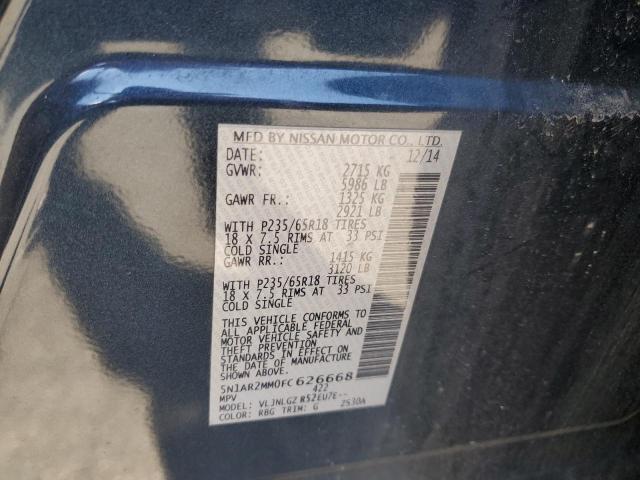 MFD BY NISSAN MOTOR CO., LTD.
DATE: 12/14
GVWR: 2715 KG
5986 LB
GAWR FR.: 1325 KG
2921 LB
WITH P235/65R18 TIRES
18 X 7.5 RIMS AT 33 PSI
COLD SINGLE
GAWR RR.: 1415 KG
3120 LB
WITH P235/65R18 TIRES
18 X 7.5 RIMS AT 33 PSI
COLD SINGLE
THIS VEHICLE CONFORMS TO
ALL APPLICABLE FEDERAL
MOTOR VEHICLE SAFETY AND
THEFT PREVENTION
STANDARDS IN EFFECT ON
THE DATE OF MANUFACTURE
SHOWN ABOVE.
5N1AR2MM0FC626668
MPV 422
MODEL: VLJNLGZ R52EU7E--
COLOR: RBG TRIM: G 2530A